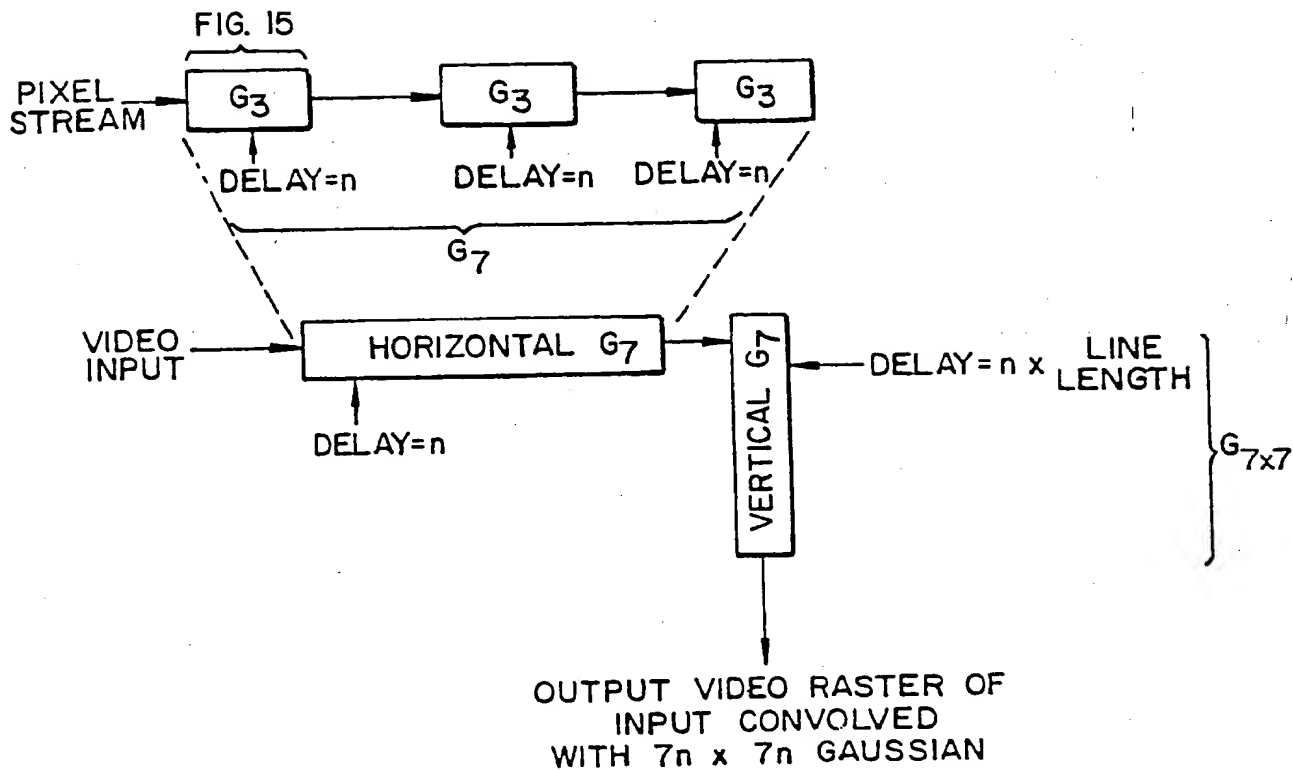 FIG. 15
PIXEL
STREAM
G3
G3
G3
DELAY=n
DELAY=n
DELAY=n
G7
VIDEO
INPUT
HORIZONTAL G7
VERTICAL G7
DELAY=n x LINE
LENGTH
DELAY=n
G7x7
OUTPUT VIDEO RASTER OF
INPUT CONVOLVED
WITH 7n x 7n GAUSSIAN